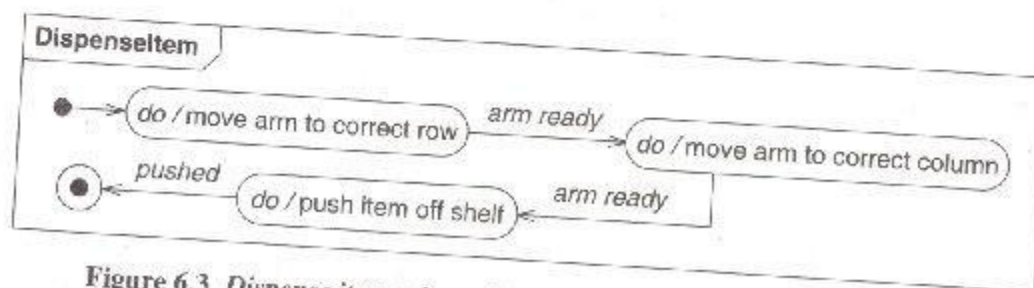 DispenseItem
do / move arm to correct row
arm ready
do / move arm to correct column
pushed
do / push item off shelf
arm ready
Figure 6.3